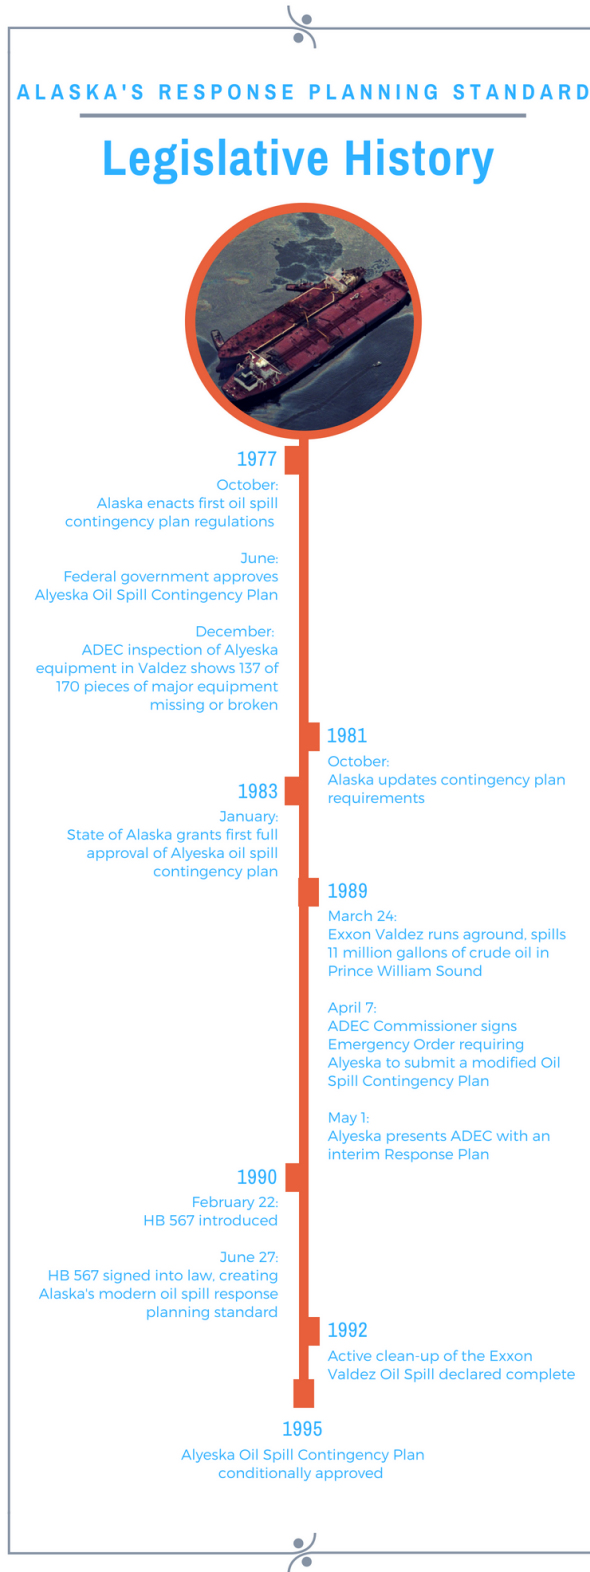 ALASKA'S RESPONSE PLANNING STANDARD
Legislative History
1977
October:
Alaska enacts first oil spill
contingency plan regulations
June:
Federal government approves
Alyeska Oil Spill Contingency Plan
December:
ADEC inspection of Alyeska
equipment in Valdez shows 137 of
170 pieces of major equipment
missing or broken
1981
October:
Alaska updates contingency plan
requirements
1983
January:
State of Alaska grants first full
approval of Alyeska oil spill
contingency plan
1989
March 24:
Exxon Valdez runs aground, spills
11 million gallons of crude oil in
Prince William Sound
April 7:
ADEC Commissioner signs
Emergency Order requiring
Alyeska to submit a modified Oil
Spill Contingency Plan
May 1:
Alyeska presents ADEC with an
interim Response Plan
1990
February 22:
HB 567 introduced
June 27:
HB 567 signed into law, creating
Alaska's modern oil spill response
planning standard
1992
Active clean-up of the Exxon
Valdez Oil Spill declared complete
1995
Alyeska Oil Spill Contingency Plan
conditionally approved